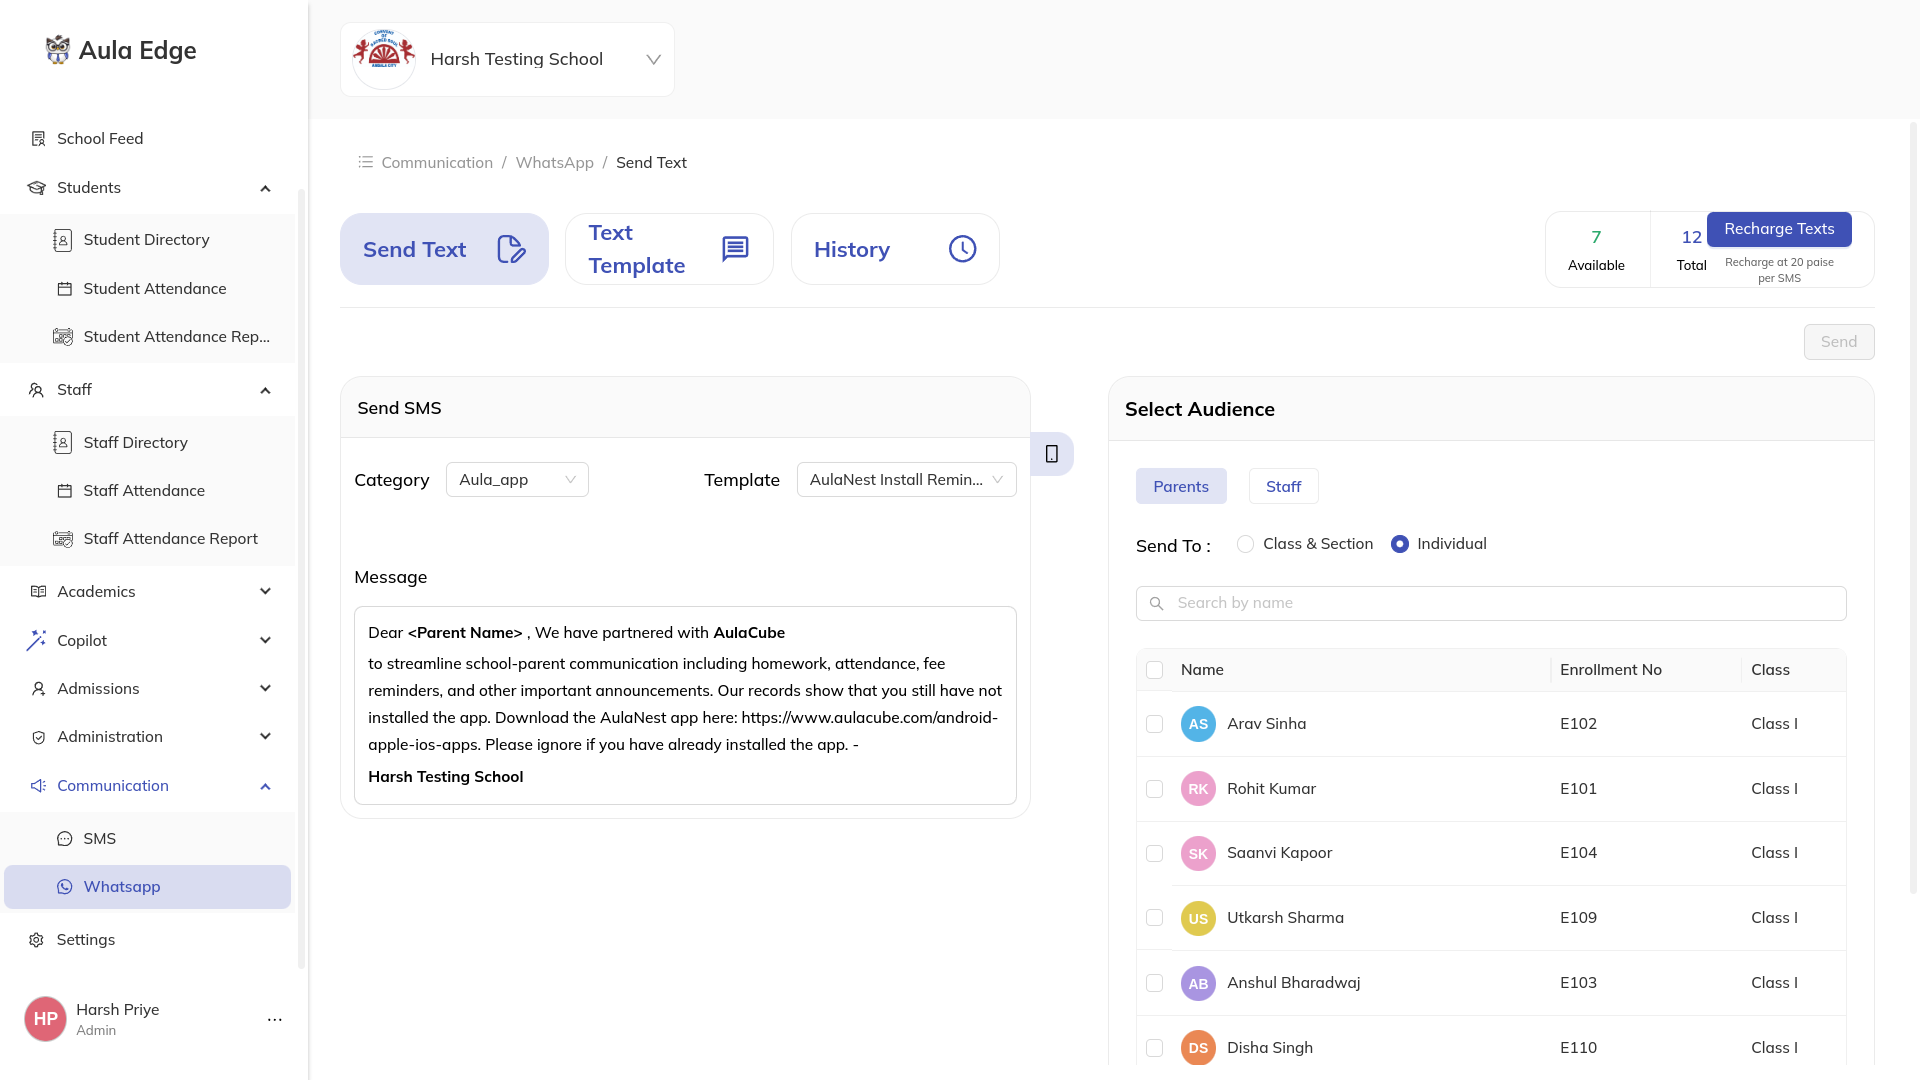 Aula Edge
School Feed
Students
Student Directory
Student Attendance
Student Attendance Rep...
Staff
Staff Directory
Staff Attendance
Staff Attendance Report
Academics
Copilot
Admissions
Administration
Communication
SMS
Whatsapp
Settings
HP
Harsh Priye
Admin
...
Harsh Testing School
Communication / WhatsApp / Send Text
Send Text
Text
Template
History
7
Available
12
Total
Recharge Texts
Recharge at 20 paise
per SMS
Send
Send SMS
Category
Aula_app
Template
AulaNest Install Remin...
Message
Dear <Parent Name> , We have partnered with AulaCube
to streamline school-parent communication including homework, attendance, fee
reminders, and other important announcements. Our records show that you still have not
installed the app. Download the AulaNest app here: https://www.aulacube.com/android-
apple-ios-apps. Please ignore if you have already installed the app. -
Harsh Testing School
Select Audience
Parents
Staff
Send To :
Class & Section
Individual
Search by name
Name Enrollment No Class
AS Arav Sinha E102 Class I
RK Rohit Kumar E101 Class I
SK Saanvi Kapoor E104 Class I
US Utkarsh Sharma E109 Class I
AB Anshul Bharadwaj E103 Class I
DS Disha Singh E110 Class I